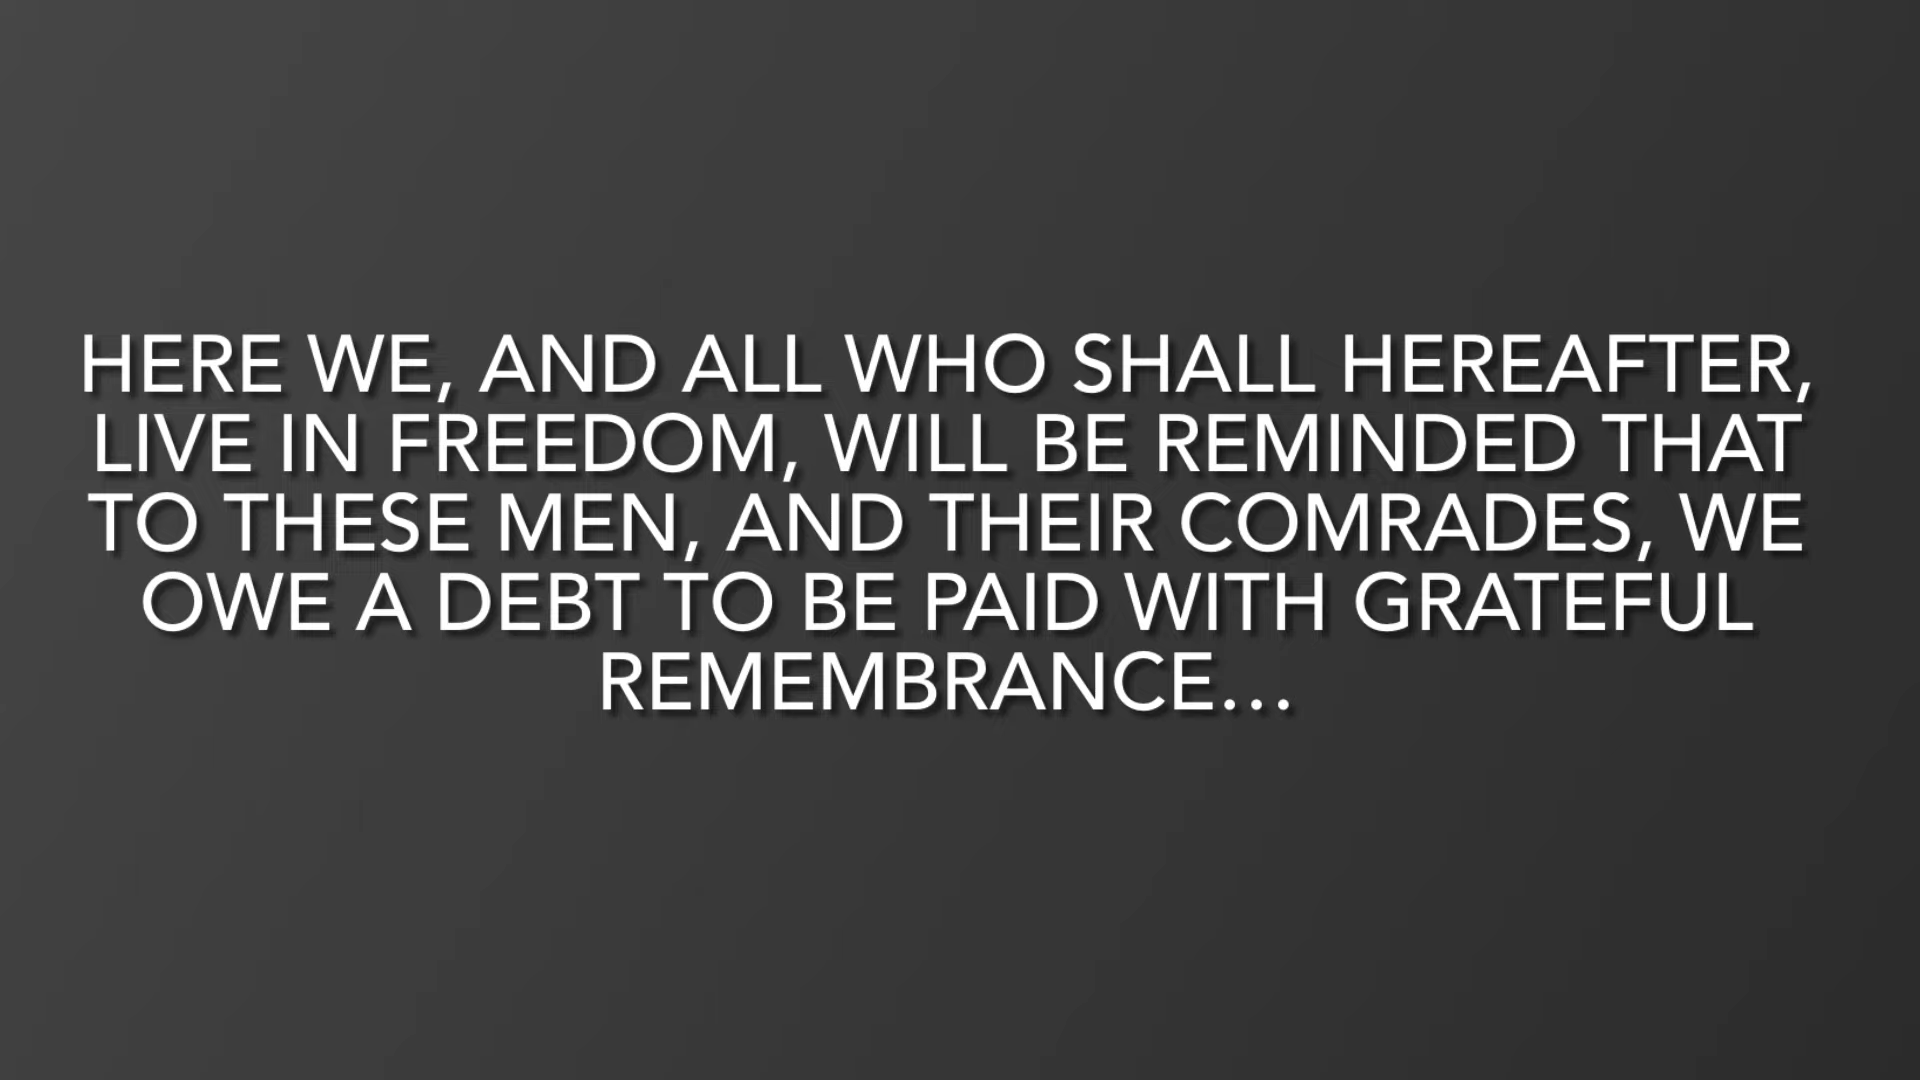 HERE WE, AND ALL WHO SHALL HEREAFTER,
LIVE IN FREEDOM, WILL BE REMINDED THAT
TO THESE MEN, AND THEIR COMRADES, WE
OWE A DEBT TO BE PAID WITH GRATEFUL
REMEMBRANCE…